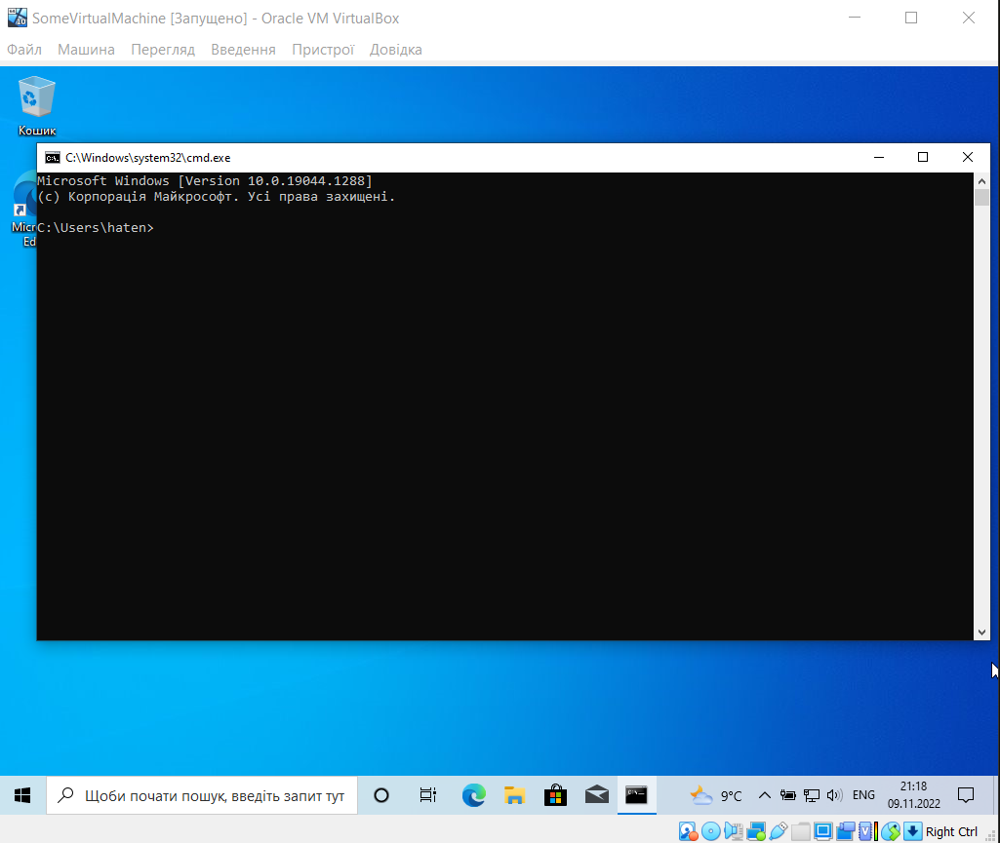 SomeVirtualMachine [Запущено] - Oracle VM VirtualBox
Файл Машина Перегляд Введення Пристрої Довідка
Кошик
C:\Windows\system32\cmd.exe
Microsoft Windows [Version 10.0.19044.1288]
(c) Корпорація Майкрософт. Усі права захищені.
C:\Users\haten>
Micr
Ed
Щоби почати пошук, введіть запит тут
9°C
ENG
21:18
09.11.2022
Right Ctrl